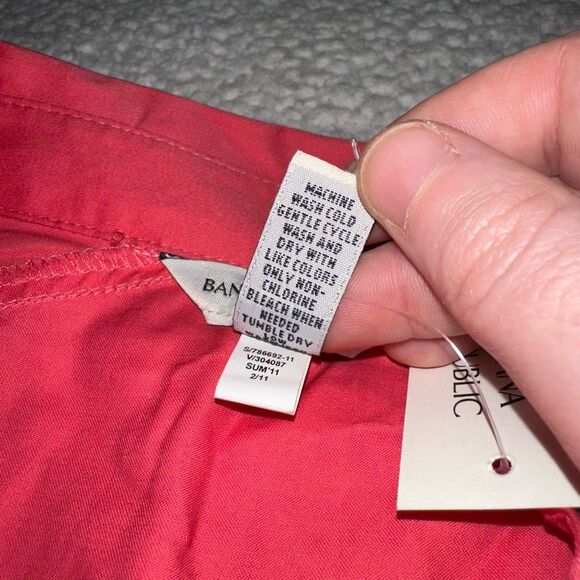 MACHINE
WASH COLD
GENTLE CYCLE
WASH AND
DRY WITH
LIKE COLORS
ONLY NON-
CHLORINE
BLEACH WHEN
NEEDED
TUMBLE DRY
LOW
BAN
S/786692-11
V/304087
SUM'11
2/11